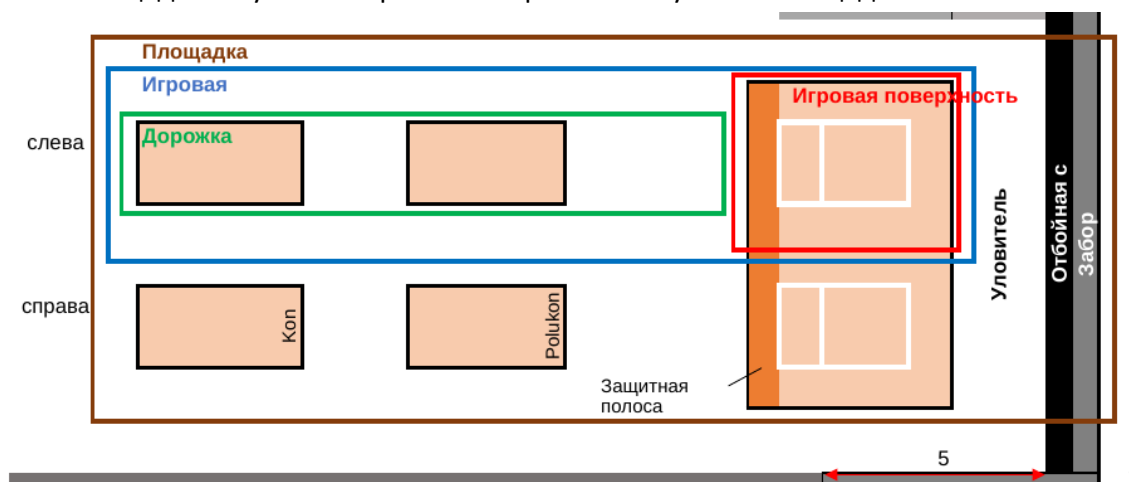 Площадка
Игровая
Игровая поверхность
слева
Дорожка
Уловитель
Отбойная с
Забор
справа
Kon
Polukon
Защитная
полоса
5